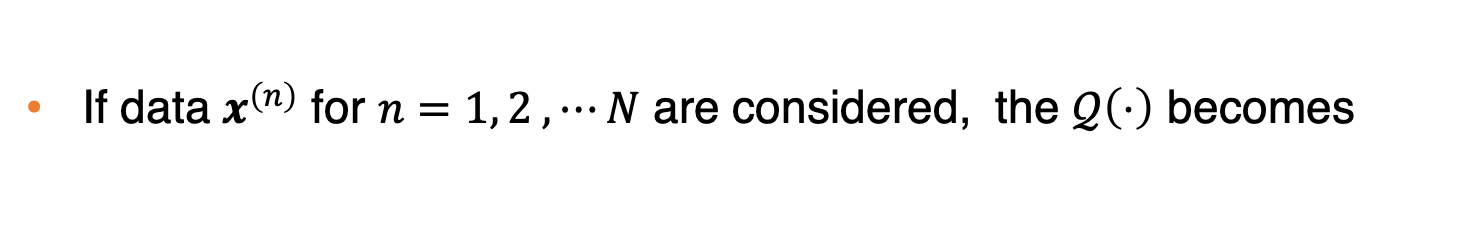 • If data 𝒙⁽ⁿ⁾ for 𝑛 = 1, 2 , ⋯ 𝑁 are considered, the 𝒬(·) becomes